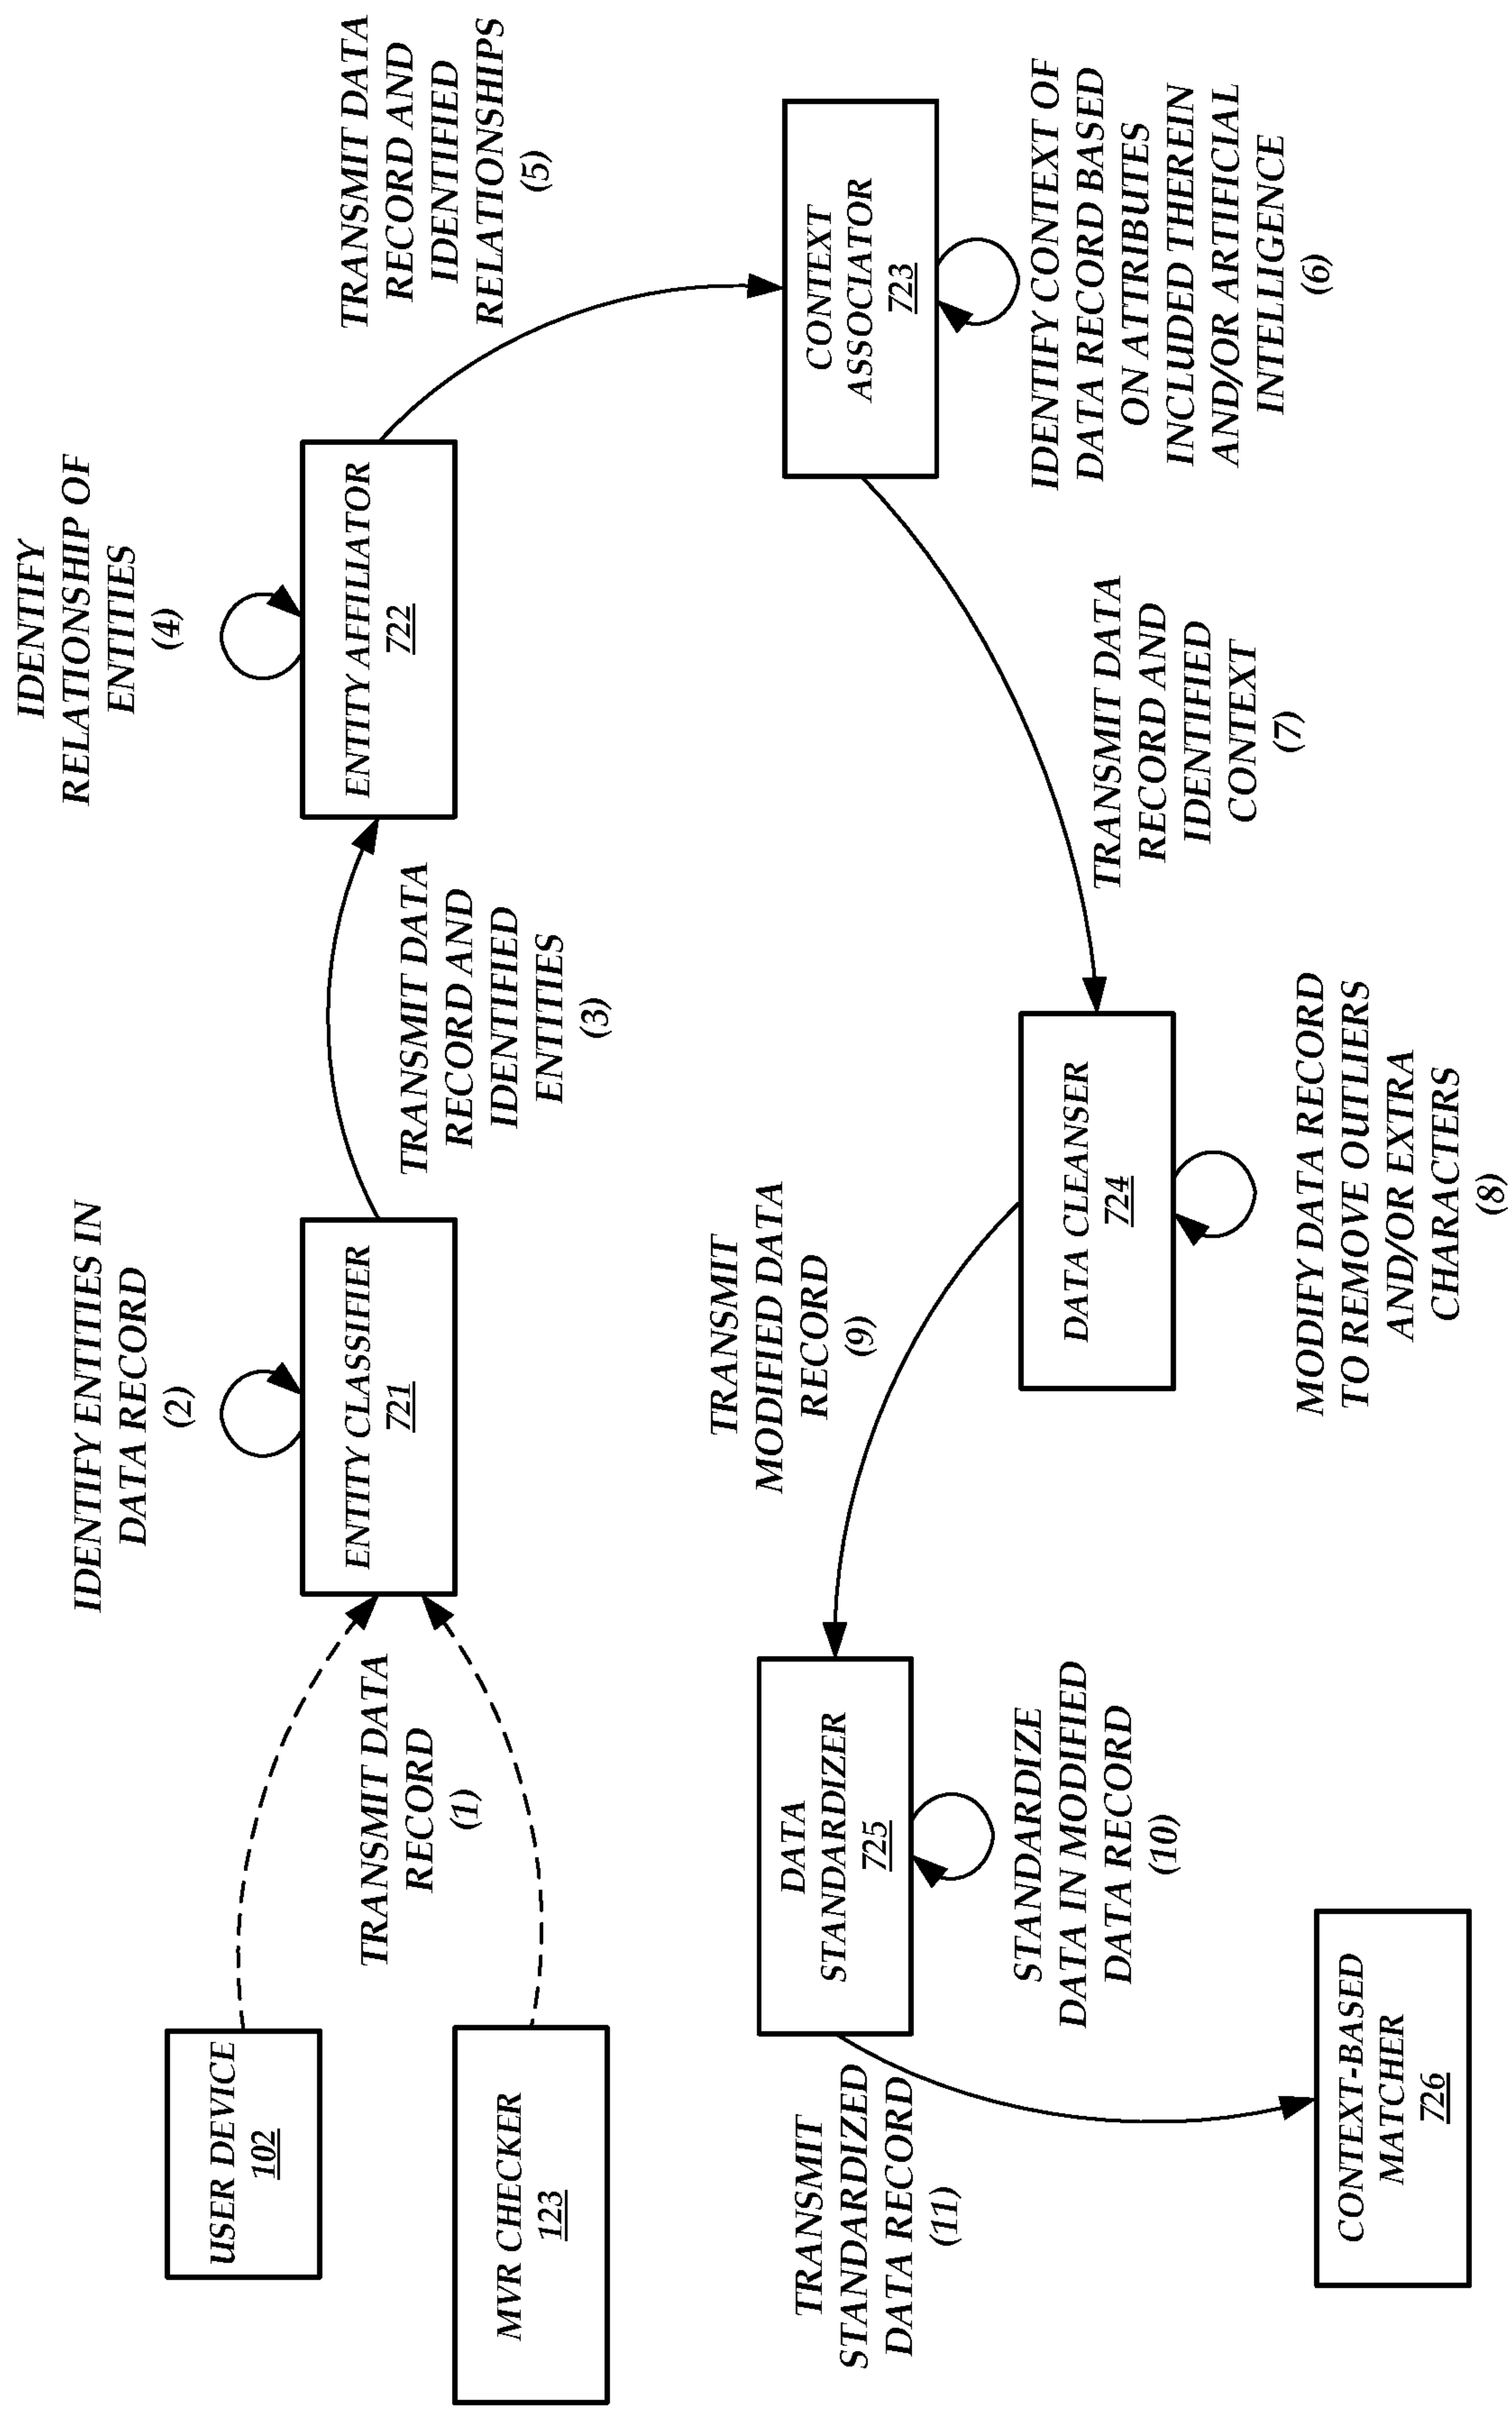 USER DEVICE
102
MVR CHECKER
123
TRANSMIT DATA
RECORD
(1)
IDENTIFY ENTITIES IN
DATA RECORD
(2)
ENTITY CLASSIFIER
721
TRANSMIT DATA
RECORD AND
IDENTIFIED
ENTITIES
(3)
IDENTIFY
RELATIONSHIP OF
ENTITIES
(4)
ENTITY AFFILIATOR
722
TRANSMIT DATA
RECORD AND
IDENTIFIED
RELATIONSHIPS
(5)
CONTEXT
ASSOCIATOR
723
IDENTIFY CONTEXT OF
DATA RECORD BASED
ON ATTRIBUTES
INCLUDED THEREIN
AND/OR ARTIFICIAL
INTELLIGENCE
(6)
TRANSMIT DATA
RECORD AND
IDENTIFIED
CONTEXT
(7)
DATA CLEANSER
724
MODIFY DATA RECORD
TO REMOVE OUTLIERS
AND/OR EXTRA
CHARACTERS
(8)
TRANSMIT
MODIFIED DATA
RECORD
(9)
DATA
STANDARDIZER
725
STANDARDIZE
DATA IN MODIFIED
DATA RECORD
(10)
TRANSMIT
STANDARDIZED
DATA RECORD
(11)
CONTEXT-BASED
MATCHER
726